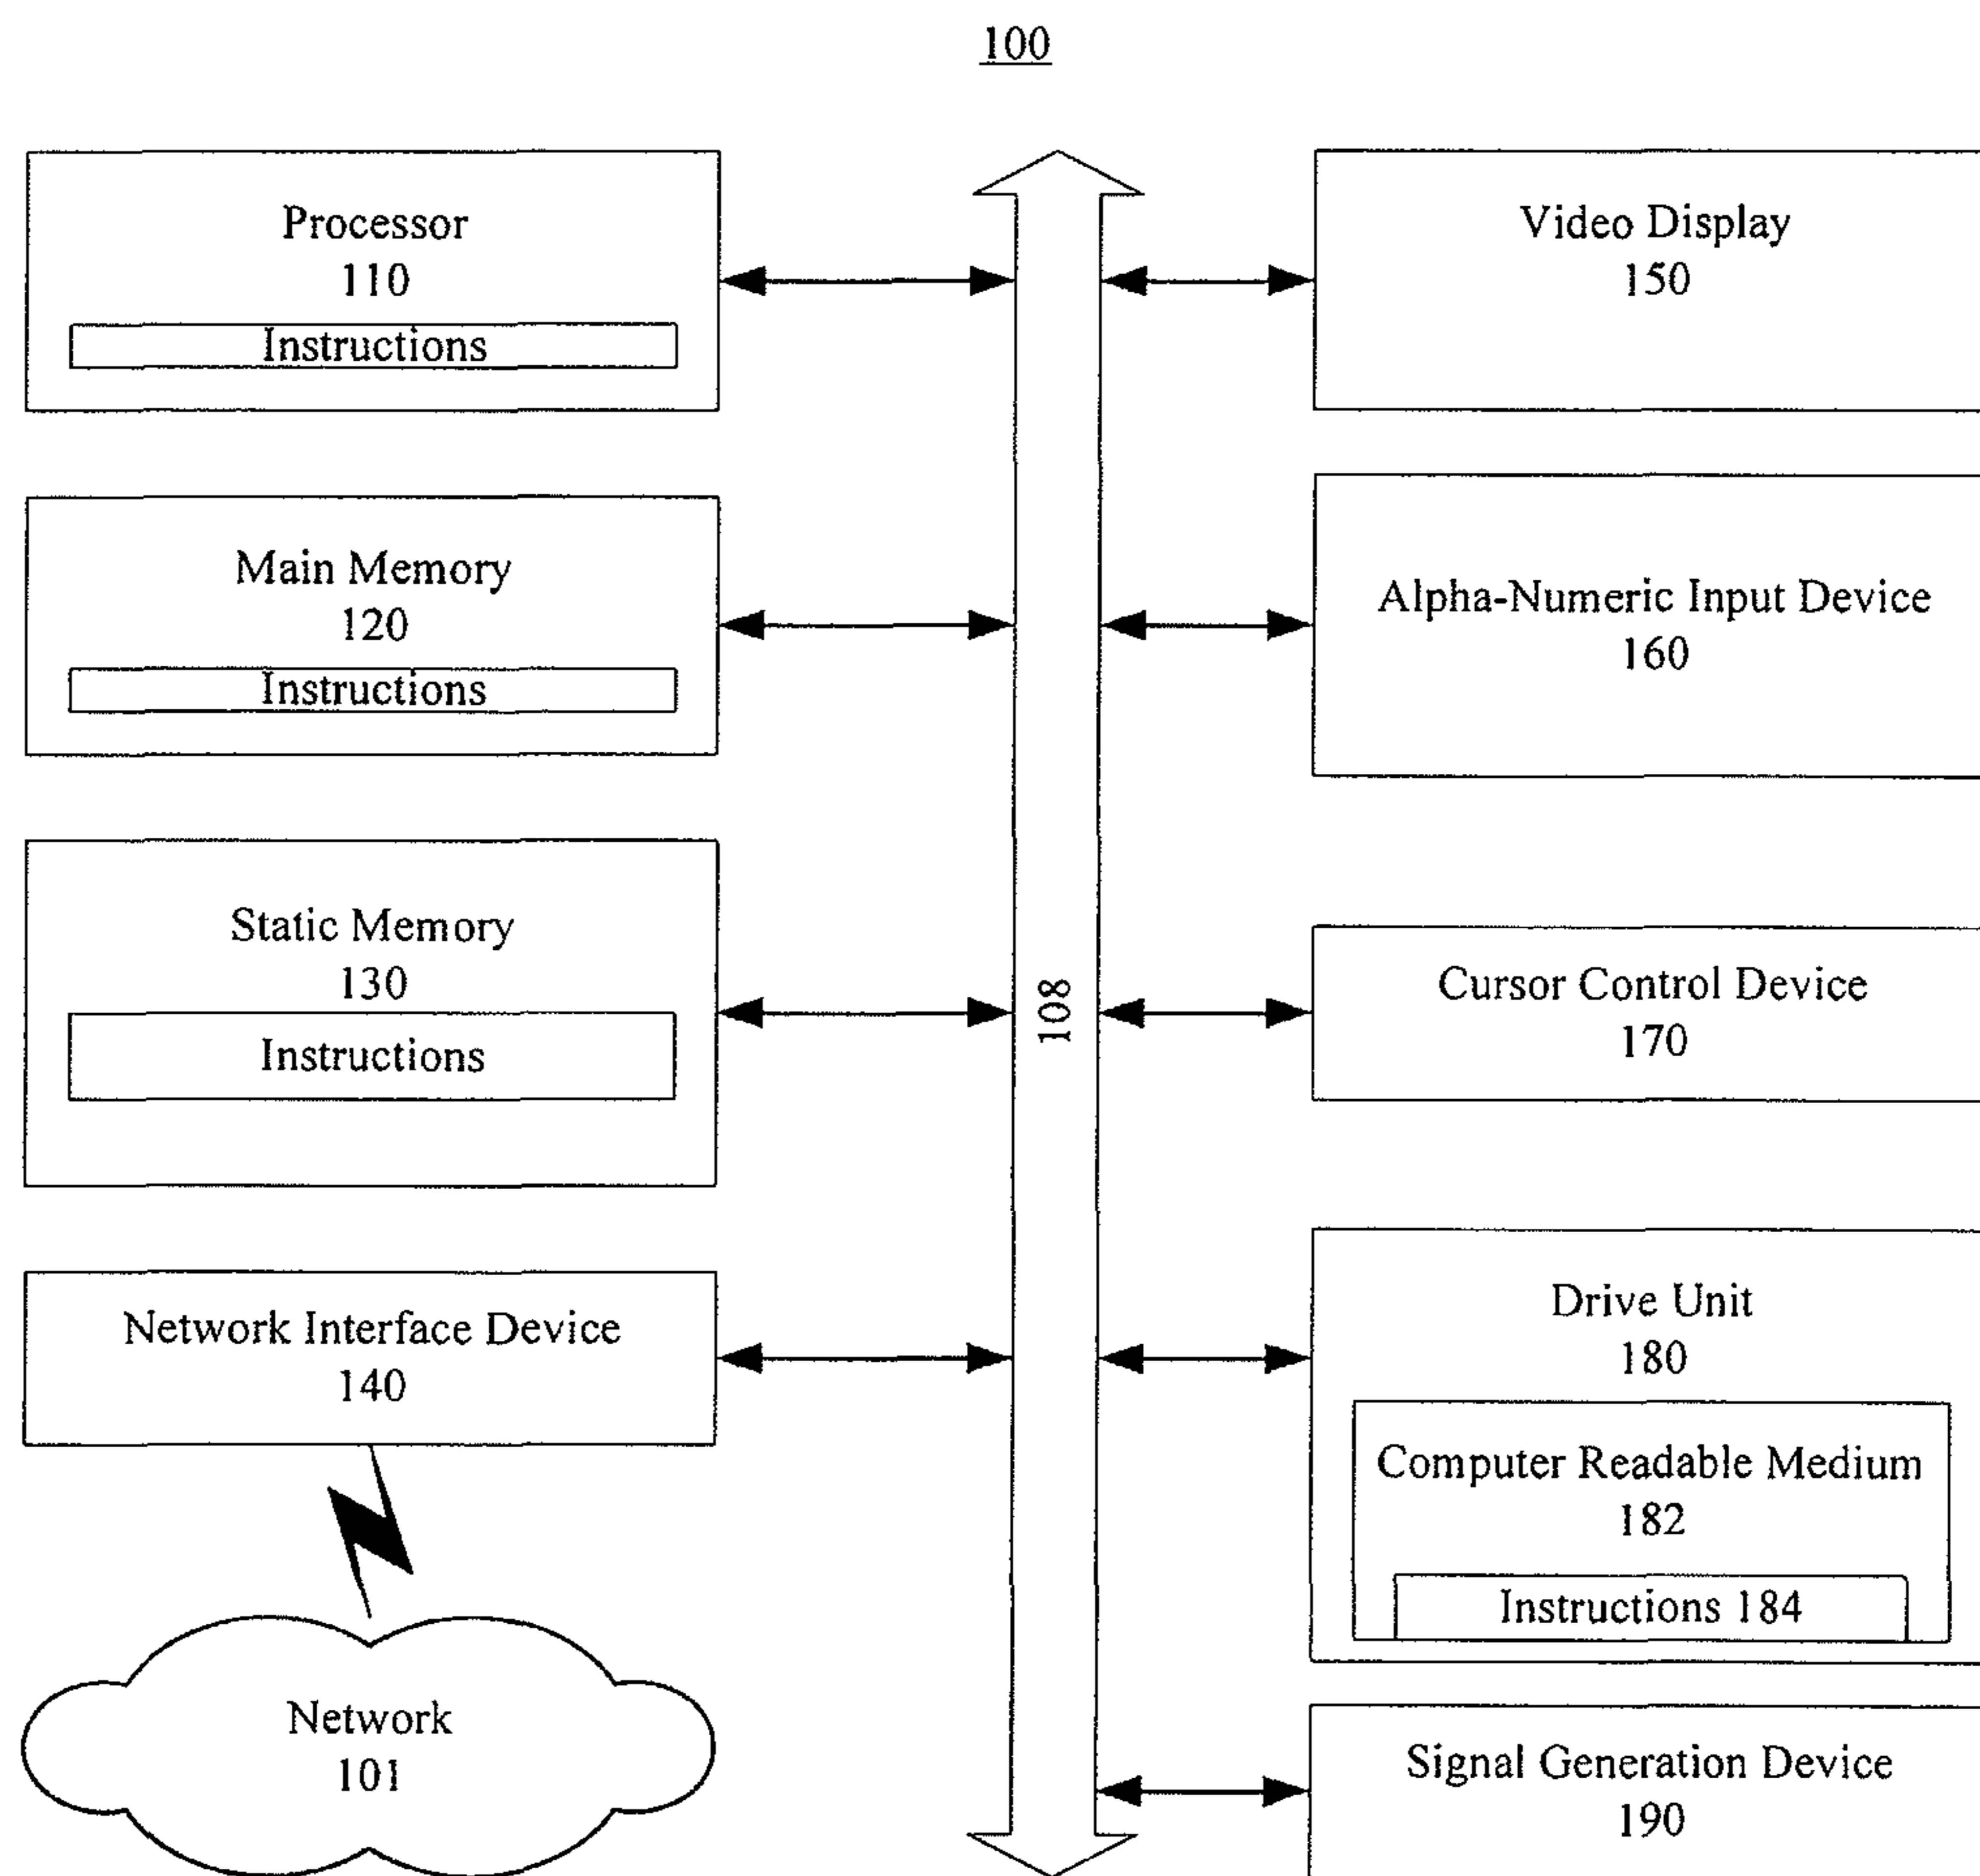 100
Processor
110
Instructions
Main Memory
120
Instructions
Static Memory
130
Instructions
Network Interface Device
140
Network
101
108
Video Display
150
Alpha-Numeric Input Device
160
Cursor Control Device
170
Drive Unit
180
Computer Readable Medium
182
Instructions 184
Signal Generation Device
190